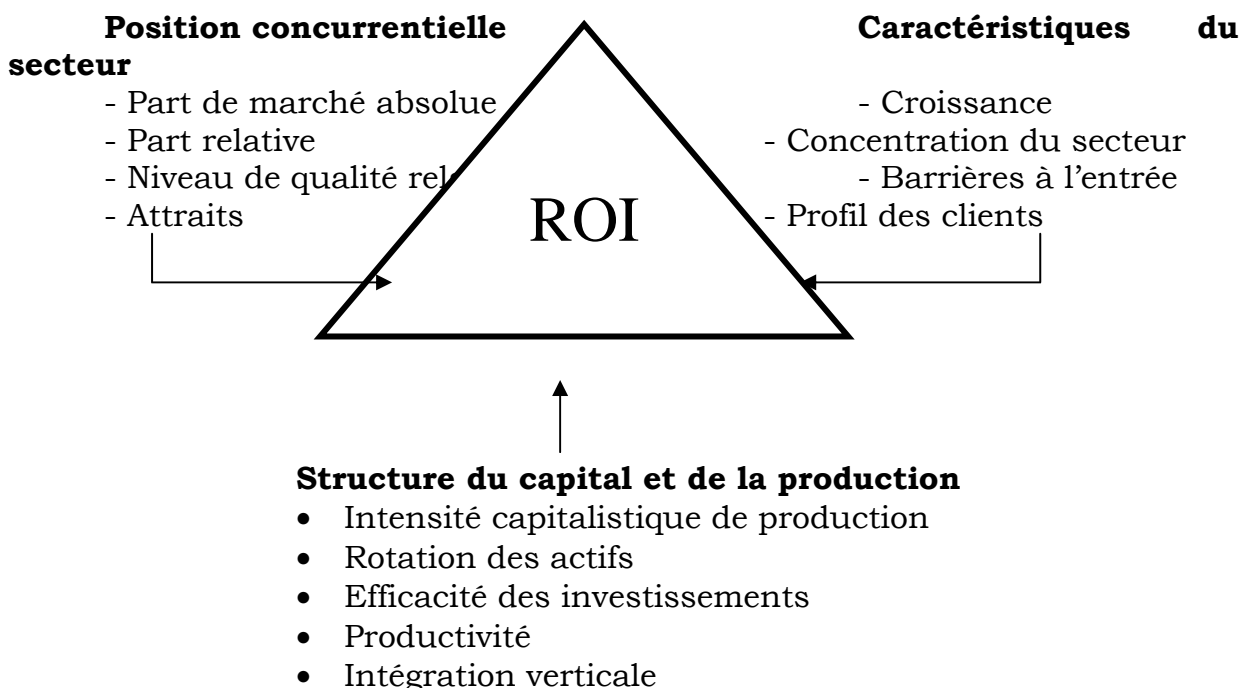 Position concurrentielle Caractéristiques du
secteur
- Part de marché absolue - Croissance
- Part relative - Concentration du secteur
- Niveau de qualité - Barrières à l’entrée
- Attraits - Profil des clients
ROI
Structure du capital et de la production
• Intensité capitalistique de production
• Rotation des actifs
• Efficacité des investissements
• Productivité
• Intégration verticale